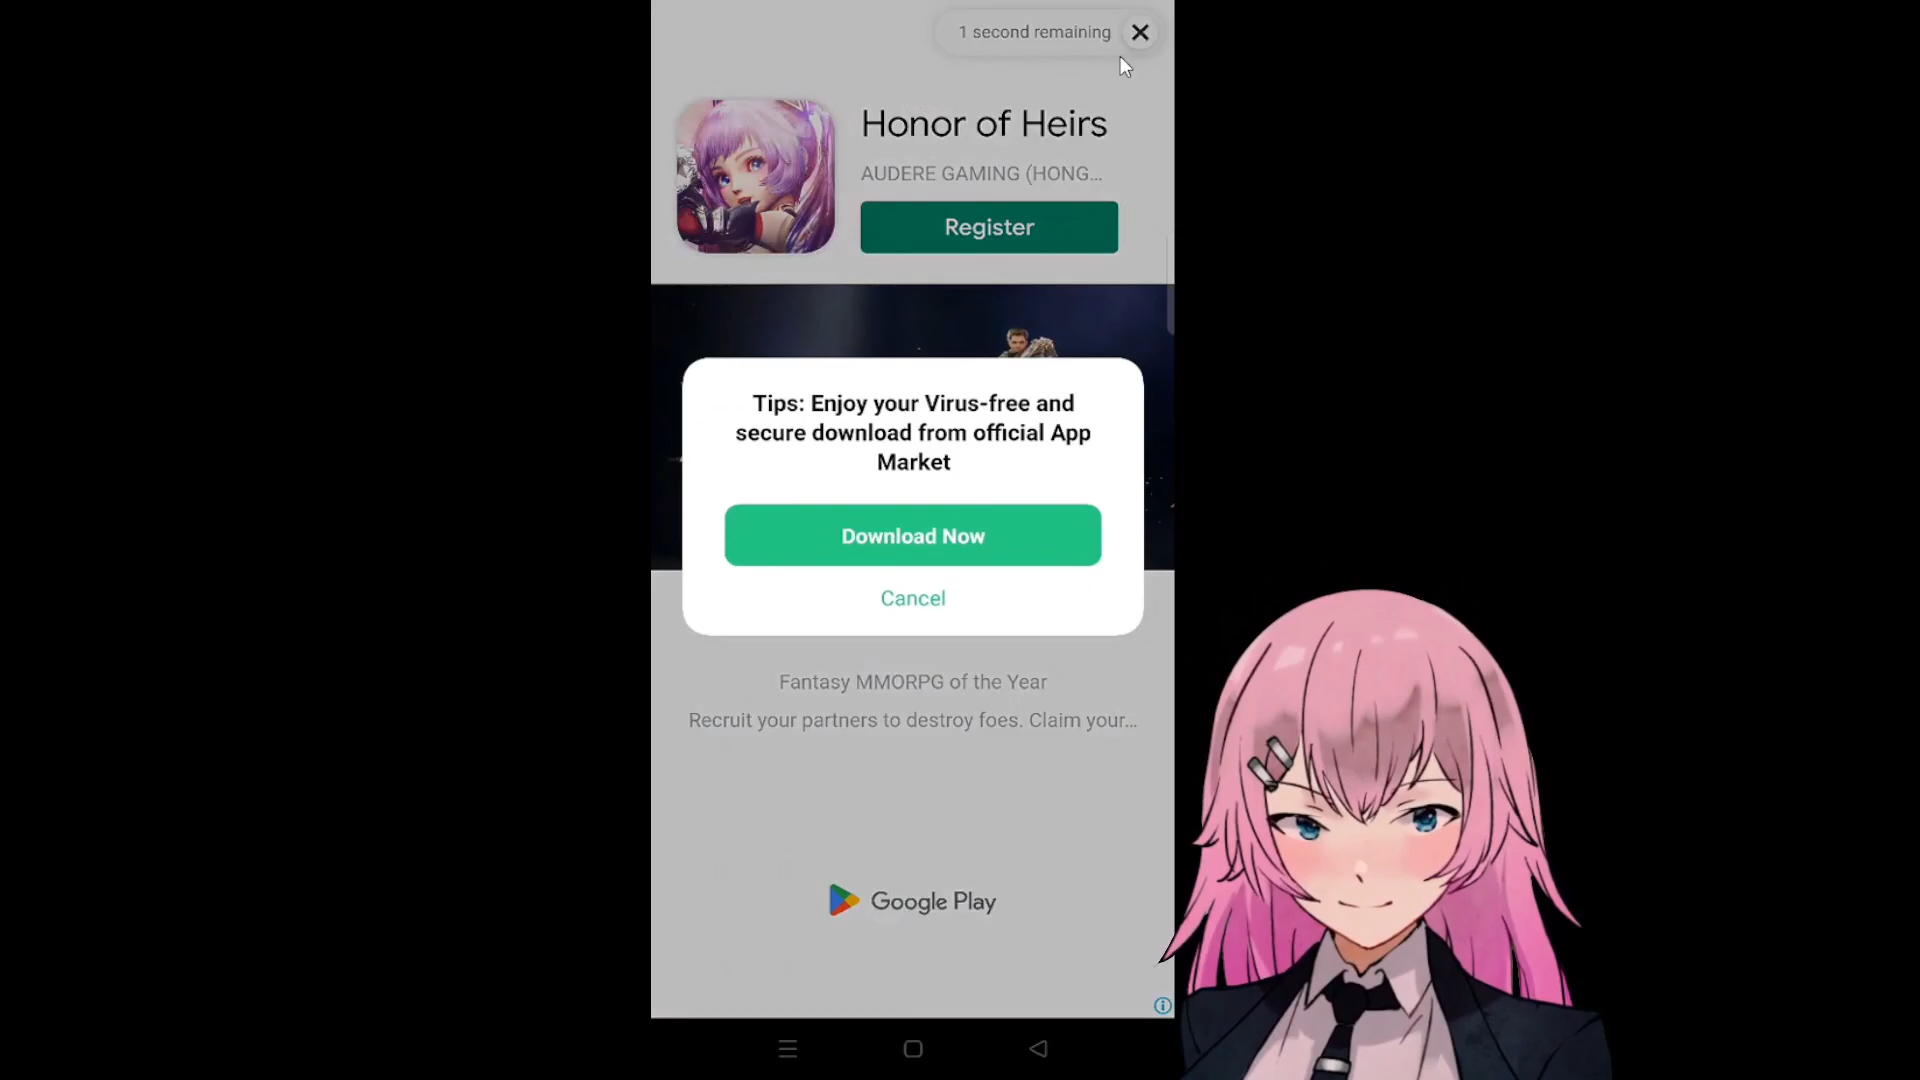 1 second remaining
Honor of Heirs
AUDERE GAMING (HONG...
Register
Tips: Enjoy your Virus-free and
secure download from official App
Market
Download Now
Cancel
Fantasy MMORPG of the Year
Recruit your partners to destroy foes. Claim your...
Google Play